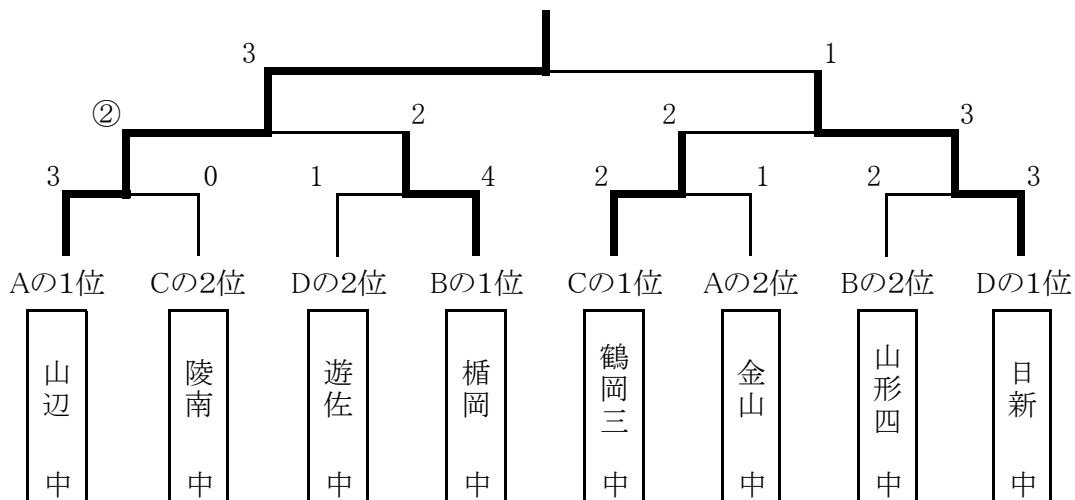 3 1
② 2 2 3
3 0 1 4 2 1 2 3
Aの1位 Cの2位 Dの2位 Bの1位 Cの1位 Aの2位 Bの2位 Dの1位
山辺中
陵南中
遊佐中
楯岡中
鶴岡三中
金山中
山形四中
日新中